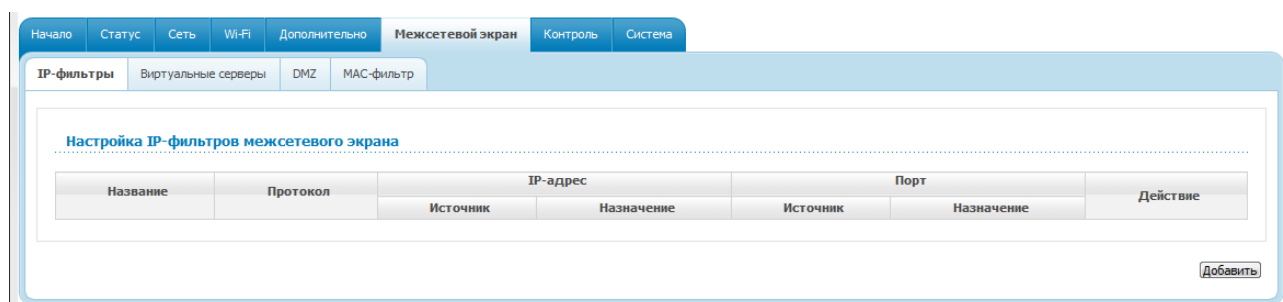 Начало Статус Сеть Wi-Fi Дополнительно Межсетевой экран Контроль Система
IP-фильтры Виртуальные серверы DMZ MAC-фильтр
Настройка IP-фильтров межсетевого экрана
Название Протокол IP-адрес Порт Действие
Источник Назначение Источник Назначение
Добавить